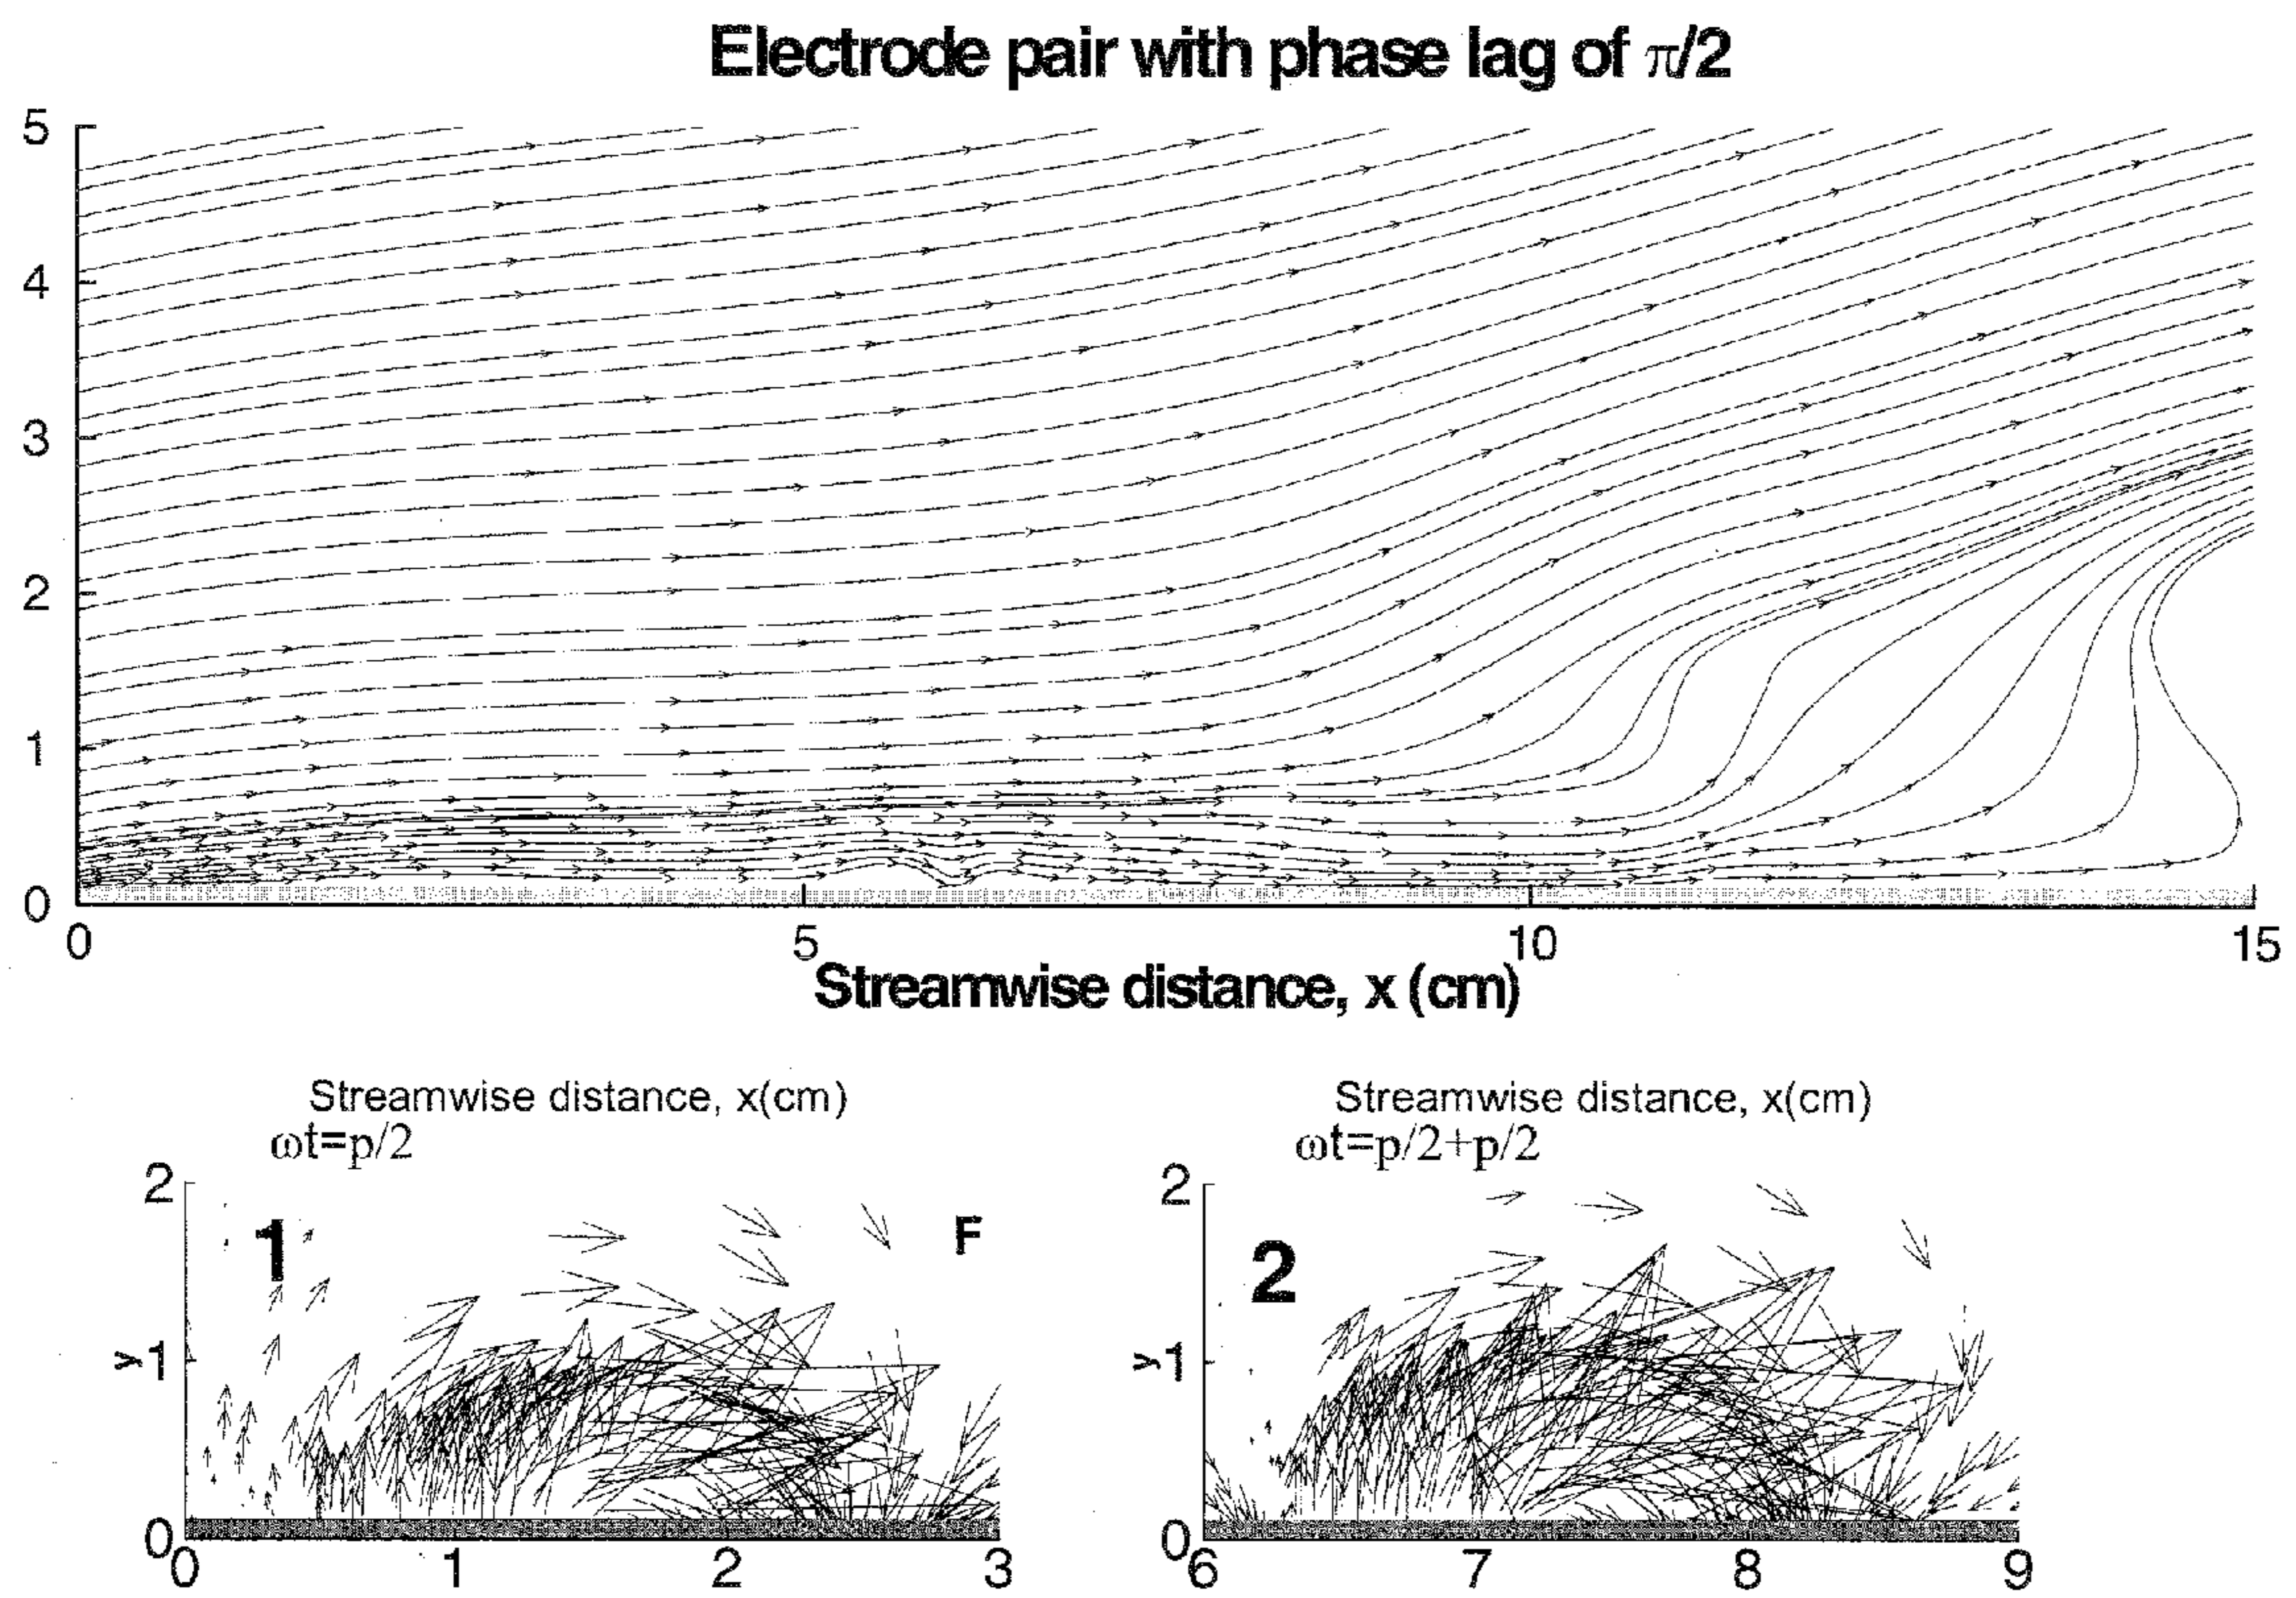 Electrode pair with phase lag of π/2
5
4
3
2
1
0
0 5 10 15
Streamwise distance, x (cm)
Streamwise distance, x(cm)
ωt=p/2
2
1
0
y
1
F
0 1 2 3
Streamwise distance, x(cm)
ωt=p/2+p/2
2
1
0
y
2
6 7 8 9